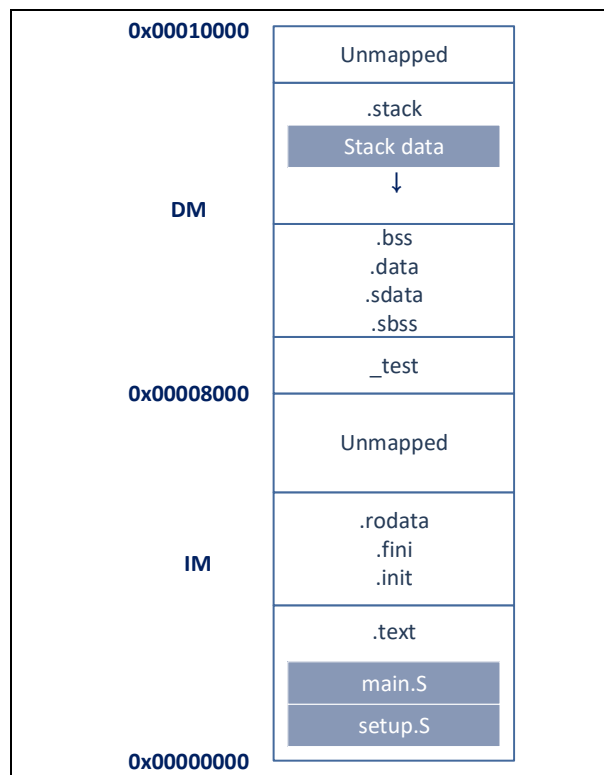 0x00010000
Unmapped
.stack
Stack data
↓
DM
.bss
.data
.sdata
.sbss
_test
0x00008000
Unmapped
.rodata
.fini
.init
IM
.text
main.S
setup.S
0x00000000